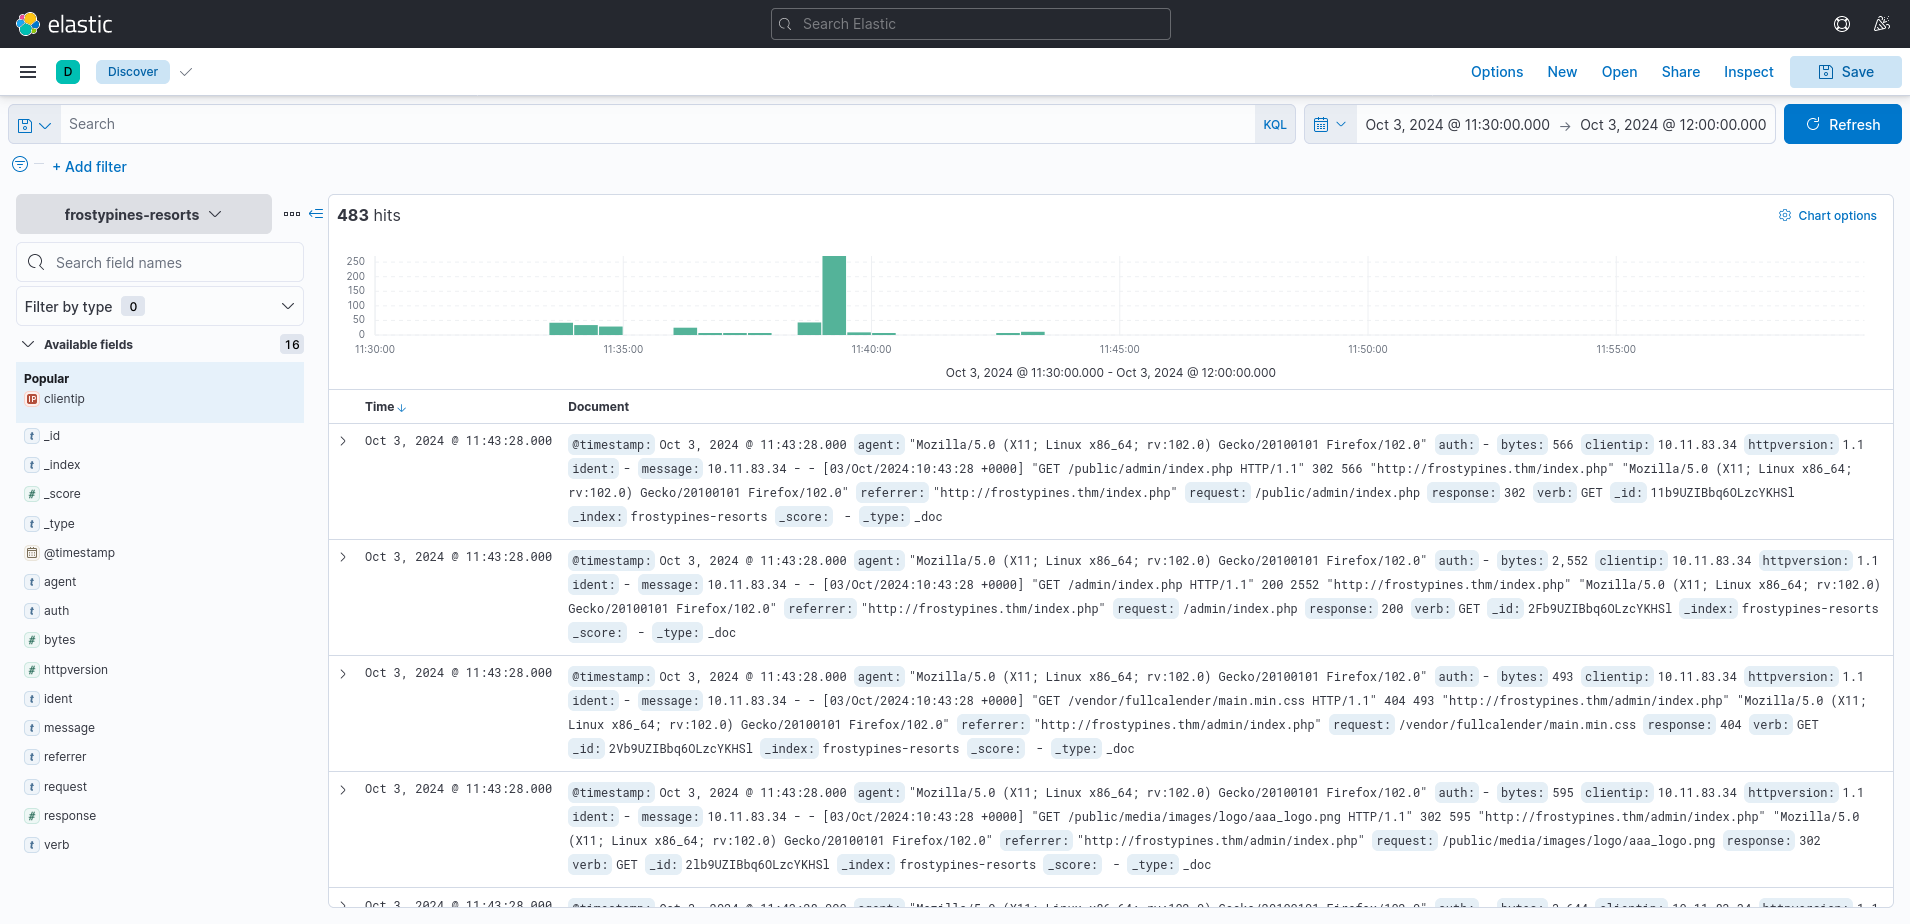 elastic
Search Elastic
D
Discover
Options New Open Share Inspect Save
Search
KQL
Oct 3, 2024 @ 11:30:00.000 → Oct 3, 2024 @ 12:00:00.000
Refresh
+ Add filter
frostypines-resorts
Search field names
Filter by type 0
Available fields 16
Popular
IP clientip
t _id
t _index
# _score
t _type
@timestamp
t agent
t auth
# bytes
# httpversion
t ident
t message
t referrer
t request
# response
t verb
483 hits
Chart options
250
200
150
100
50
0
11:30:00 11:35:00 11:40:00 11:45:00 11:50:00 11:55:00
Oct 3, 2024 @ 11:30:00.000 - Oct 3, 2024 @ 12:00:00.000
Time Document
Oct 3, 2024 @ 11:43:28.000 @timestamp: Oct 3, 2024 @ 11:43:28.000 agent: "Mozilla/5.0 (X11; Linux x86_64; rv:102.0) Gecko/20100101 Firefox/102.0" auth: - bytes: 566 clientip: 10.11.83.34 httpversion: 1.1
ident: - message: 10.11.83.34 - - [03/Oct/2024:10:43:28 +0000] "GET /public/admin/index.php HTTP/1.1" 302 566 "http://frostypines.thm/index.php" "Mozilla/5.0 (X11; Linux x86_64;
rv:102.0) Gecko/20100101 Firefox/102.0" referrer: "http://frostypines.thm/index.php" request: /public/admin/index.php response: 302 verb: GET _id: 11b9UZIBbq6OLzcYKHSl
_index: frostypines-resorts _score: - _type: _doc
Oct 3, 2024 @ 11:43:28.000 @timestamp: Oct 3, 2024 @ 11:43:28.000 agent: "Mozilla/5.0 (X11; Linux x86_64; rv:102.0) Gecko/20100101 Firefox/102.0" auth: - bytes: 2,552 clientip: 10.11.83.34 httpversion: 1.1
ident: - message: 10.11.83.34 - - [03/Oct/2024:10:43:28 +0000] "GET /admin/index.php HTTP/1.1" 200 2552 "http://frostypines.thm/index.php" "Mozilla/5.0 (X11; Linux x86_64; rv:102.0)
Gecko/20100101 Firefox/102.0" referrer: "http://frostypines.thm/index.php" request: /admin/index.php response: 200 verb: GET _id: 2Fb9UZIBbq6OLzcYKHSl _index: frostypines-resorts
_score: - _type: _doc
Oct 3, 2024 @ 11:43:28.000 @timestamp: Oct 3, 2024 @ 11:43:28.000 agent: "Mozilla/5.0 (X11; Linux x86_64; rv:102.0) Gecko/20100101 Firefox/102.0" auth: - bytes: 493 clientip: 10.11.83.34 httpversion: 1.1
ident: - message: 10.11.83.34 - - [03/Oct/2024:10:43:28 +0000] "GET /vendor/fullcalender/main.min.css HTTP/1.1" 404 493 "http://frostypines.thm/admin/index.php" "Mozilla/5.0 (X11;
Linux x86_64; rv:102.0) Gecko/20100101 Firefox/102.0" referrer: "http://frostypines.thm/admin/index.php" request: /vendor/fullcalender/main.min.css response: 404 verb: GET
_id: 2Vb9UZIBbq6OLzcYKHSl _index: frostypines-resorts _score: - _type: _doc
Oct 3, 2024 @ 11:43:28.000 @timestamp: Oct 3, 2024 @ 11:43:28.000 agent: "Mozilla/5.0 (X11; Linux x86_64; rv:102.0) Gecko/20100101 Firefox/102.0" auth: - bytes: 595 clientip: 10.11.83.34 httpversion: 1.1
ident: - message: 10.11.83.34 - - [03/Oct/2024:10:43:28 +0000] "GET /public/media/images/logo/aaa_logo.png HTTP/1.1" 302 595 "http://frostypines.thm/admin/index.php" "Mozilla/5.0
(X11; Linux x86_64; rv:102.0) Gecko/20100101 Firefox/102.0" referrer: "http://frostypines.thm/admin/index.php" request: /public/media/images/logo/aaa_logo.png response: 302
verb: GET _id: 2lb9UZIBbq6OLzcYKHSl _index: frostypines-resorts _score: - _type: _doc